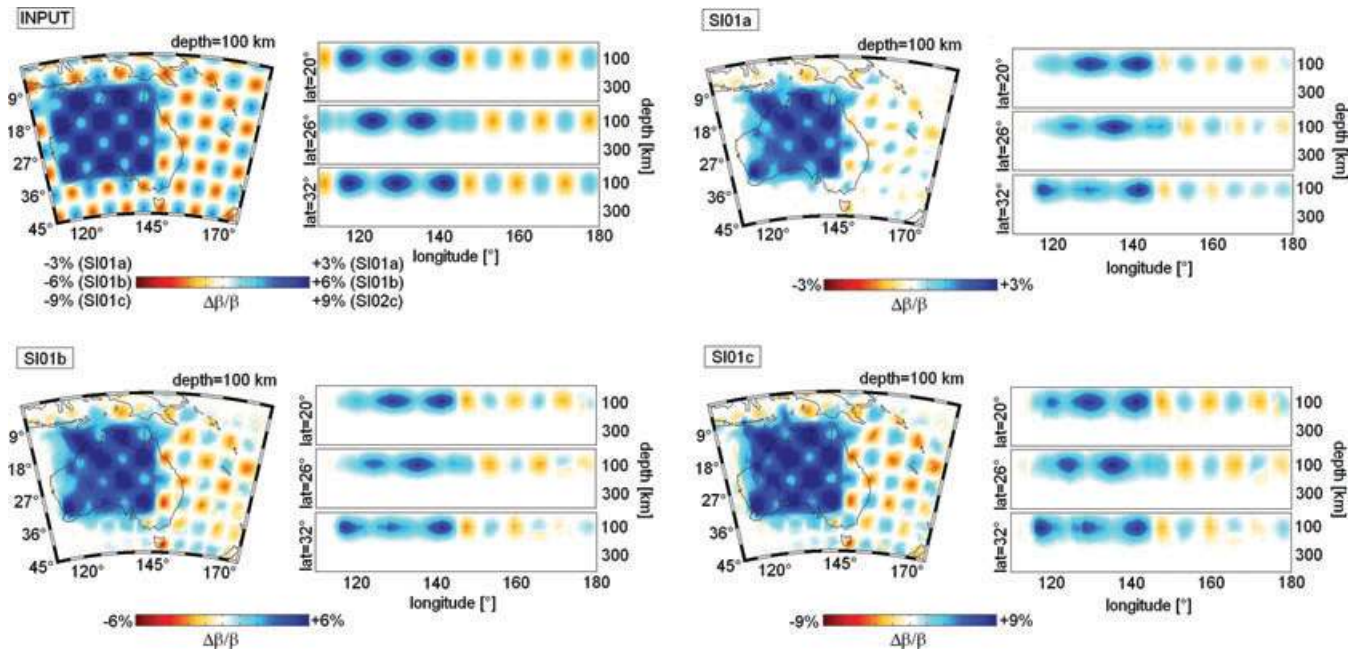 INPUT
depth=100 km
9°
18°
27°
36°
45°
120°
145°
170°
lat=20°
lat=26°
lat=32°
100
300
100
300
100
300
depth [km]
120
140
160
180
longitude [°]
-3% (SI01a)
-6% (SI01b)
-9% (SI01c)
+3% (SI01a)
+6% (SI01b)
+9% (SI02c)
Δβ/β
SI01a
depth=100 km
9°
18°
27°
36°
45°
120°
145°
170°
lat=20°
lat=26°
lat=32°
100
300
100
300
100
300
depth [km]
120
140
160
180
longitude [°]
-3%
+3%
Δβ/β
SI01b
depth=100 km
9°
18°
27°
36°
45°
120°
145°
170°
lat=20°
lat=26°
lat=32°
100
300
100
300
100
300
depth [km]
120
140
160
180
longitude [°]
-6%
+6%
Δβ/β
SI01c
depth=100 km
9°
18°
27°
36°
45°
120°
145°
170°
lat=20°
lat=26°
lat=32°
100
300
100
300
100
300
depth [km]
120
140
160
180
longitude [°]
-9%
+9%
Δβ/β